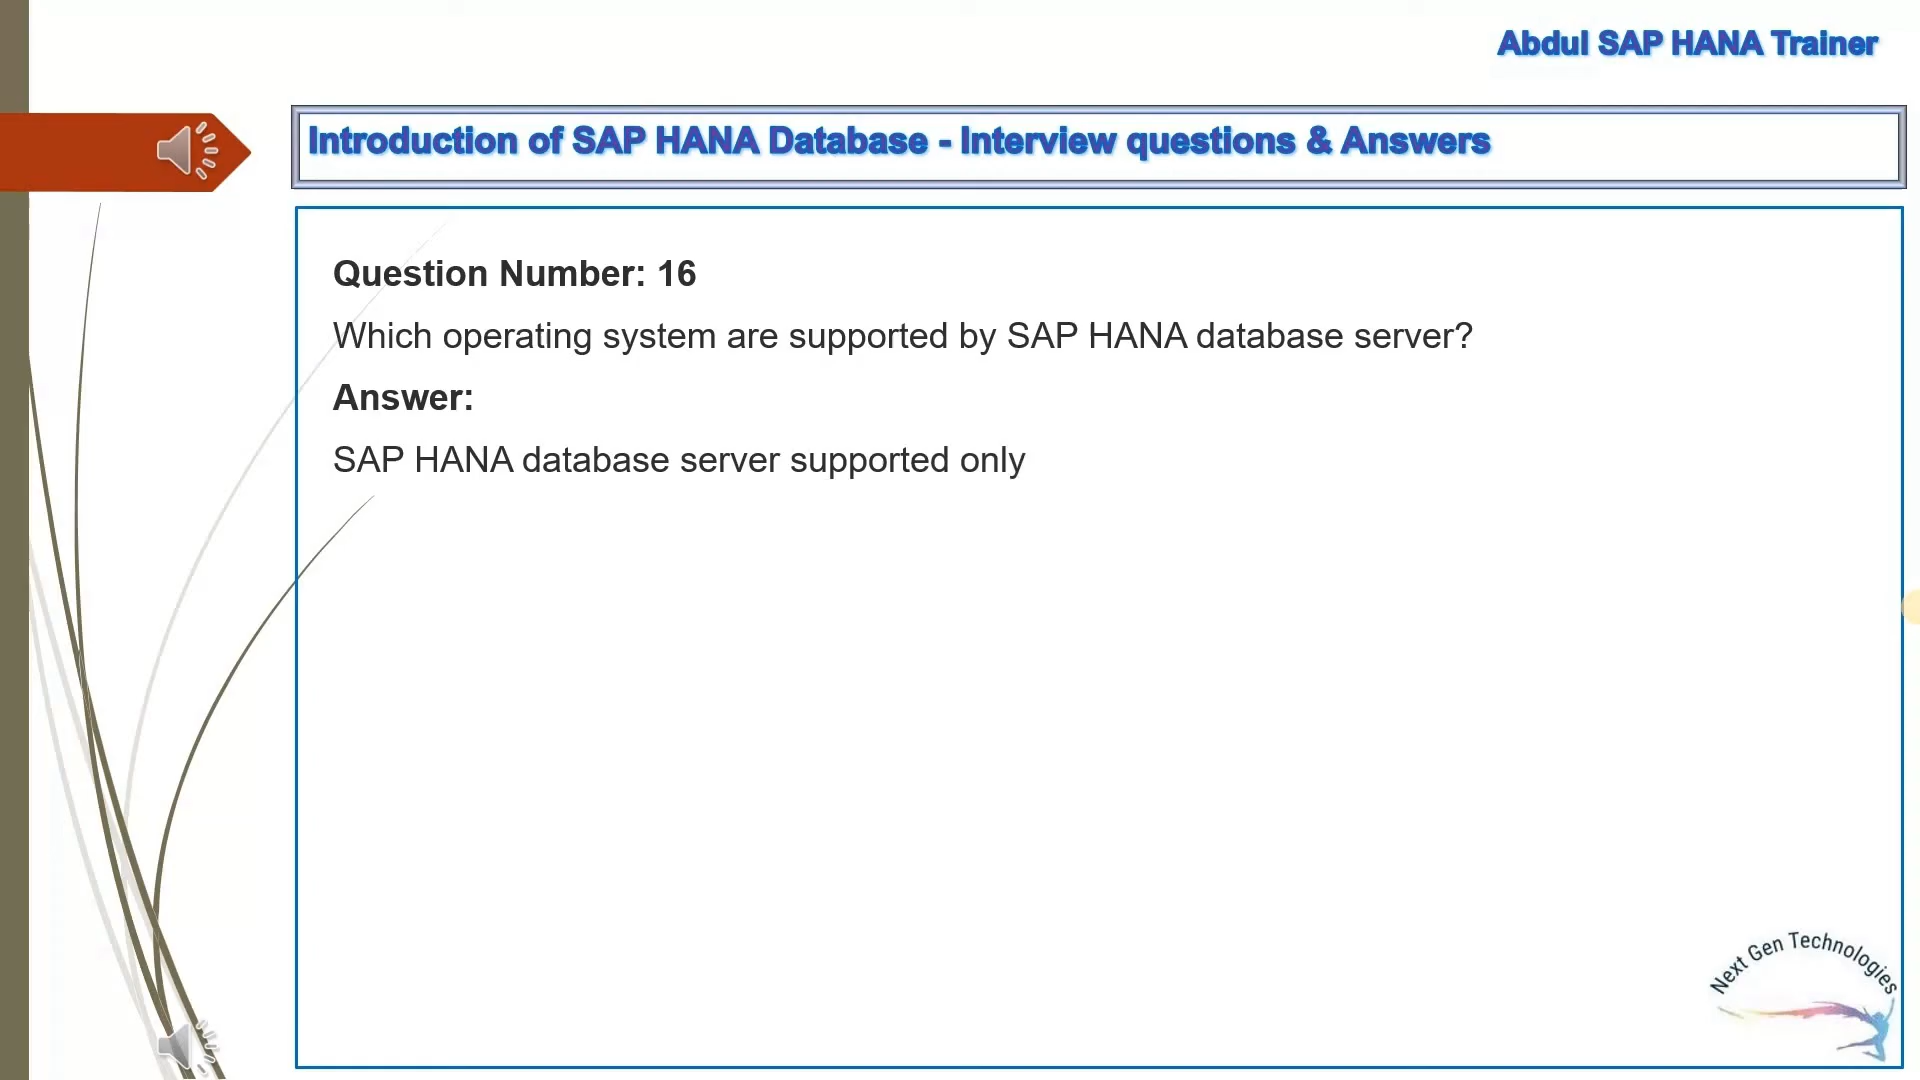 Abdul SAP HANA Trainer
Introduction of SAP HANA Database - Interview questions & Answers
Question Number: 16
Which operating system are supported by SAP HANA database server?
Answer:
SAP HANA database server supported only
Next Gen Technologies